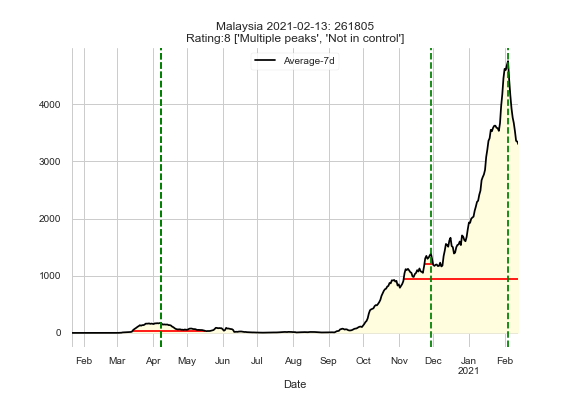 Malaysia 2021-02-13: 261805
Rating:8 ['Multiple peaks', 'Not in control']
Average-7d
4000
3000
2000
1000
0
Feb Mar Apr May Jun Jul Aug Sep Oct Nov Dec Jan Feb
2021
Date